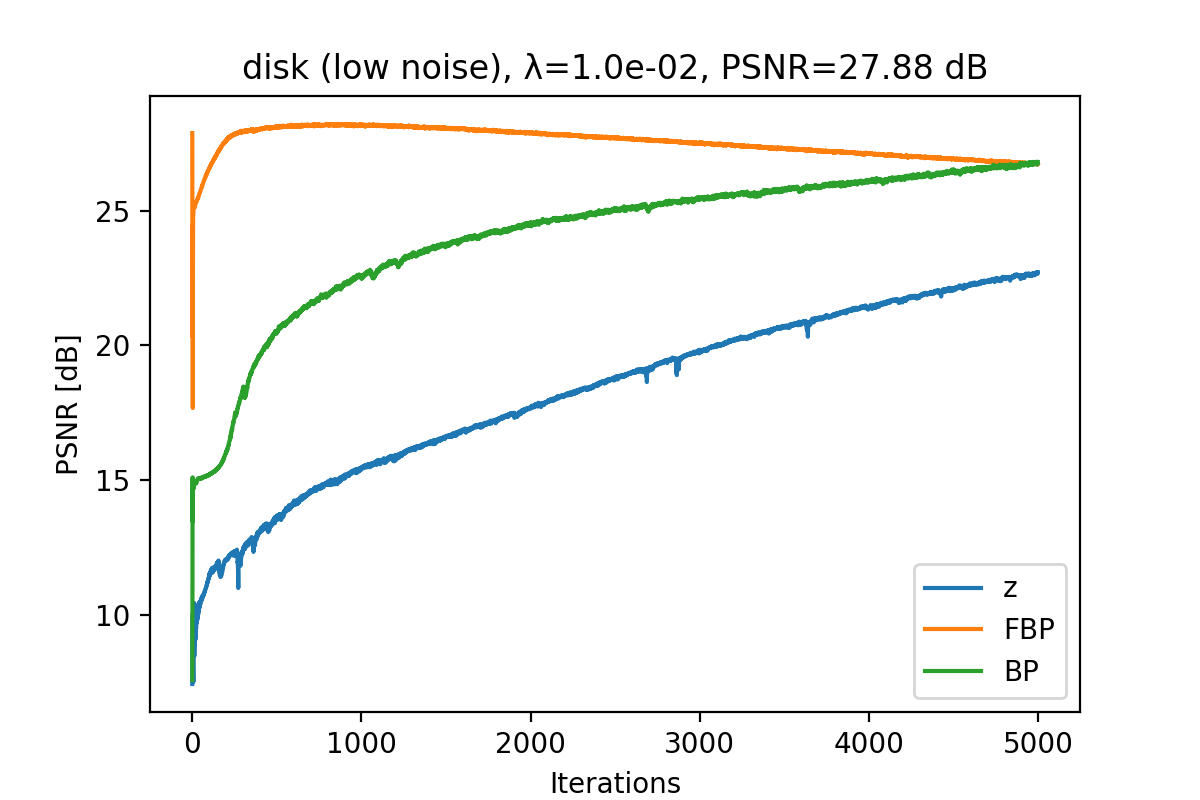 disk (low noise), λ=1.0e-02, PSNR=27.88 dB
PSNR [dB]
25
20
15
10
z
FBP
BP
0 1000 2000 3000 4000 5000
Iterations